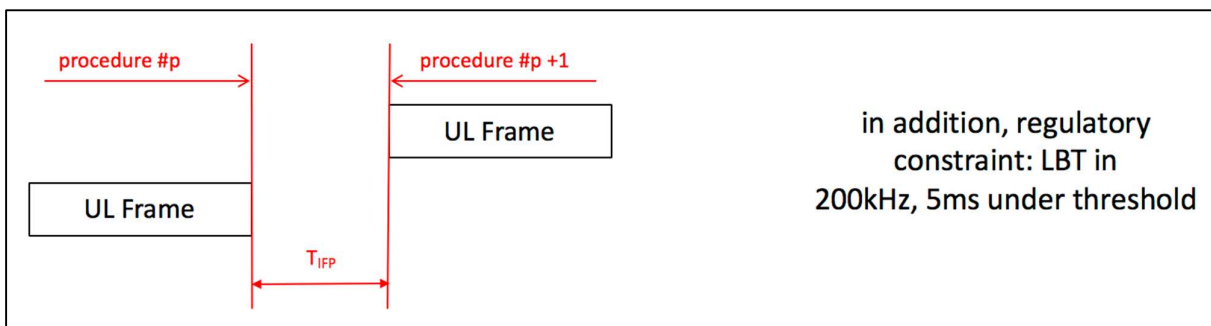 procedure #p
procedure #p +1
UL Frame
UL Frame
TIFP
in addition, regulatory
constraint: LBT in
200kHz, 5ms under threshold